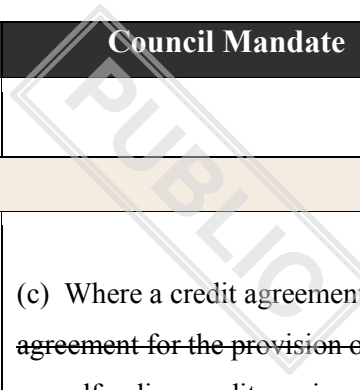 Council Mandate
PUBLIC
(c) Where a credit agreement
agreement for the provision o